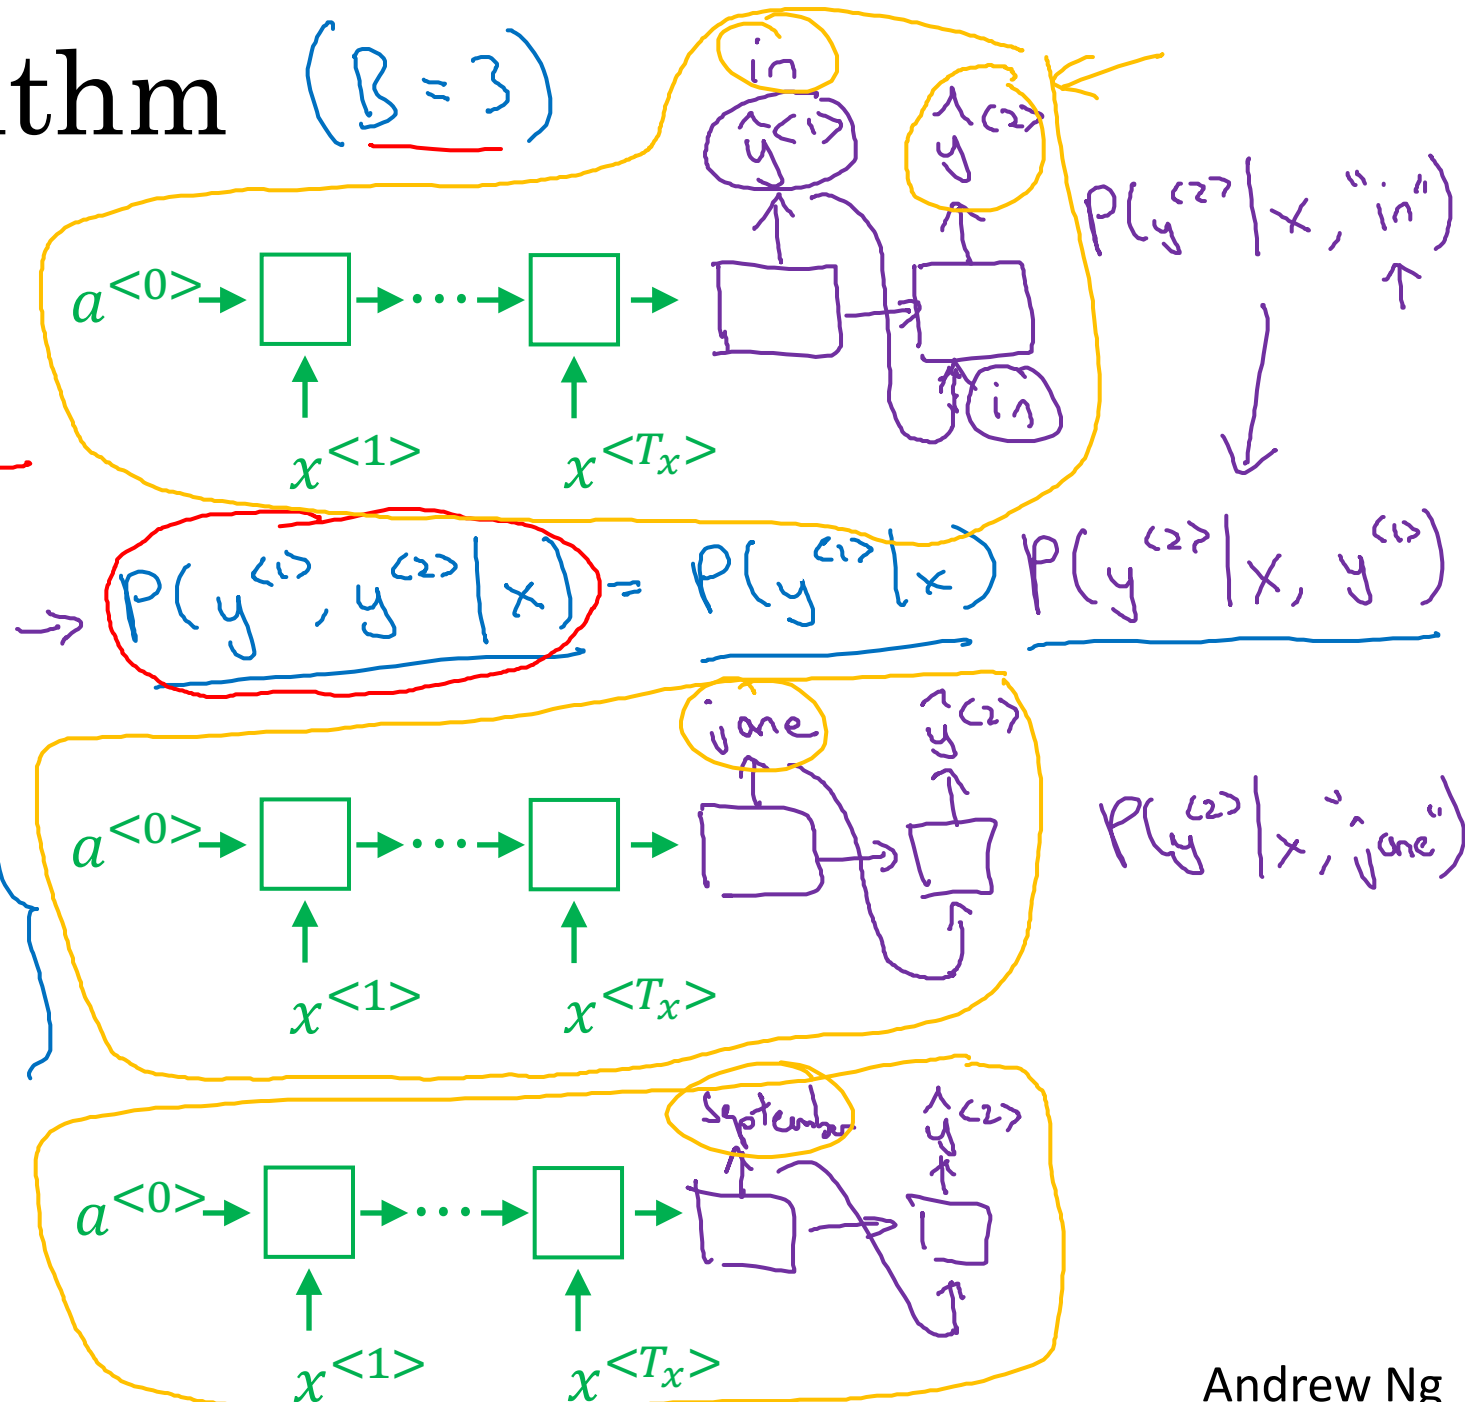 ithm (B = 3)
in
ŷ<1> ŷ<2>
P(y<2> | x, "in")
a<0>
in
x<1> x<Tx>
P(y<1>, y<2> | x) = P(y<1> | x) P(y<2> | x, y<1>)
jane ŷ<2>
a<0>
P(y<2> | x, "jane")
x<1> x<Tx>
september ŷ<2>
a<0>
x<1> x<Tx>
Andrew Ng